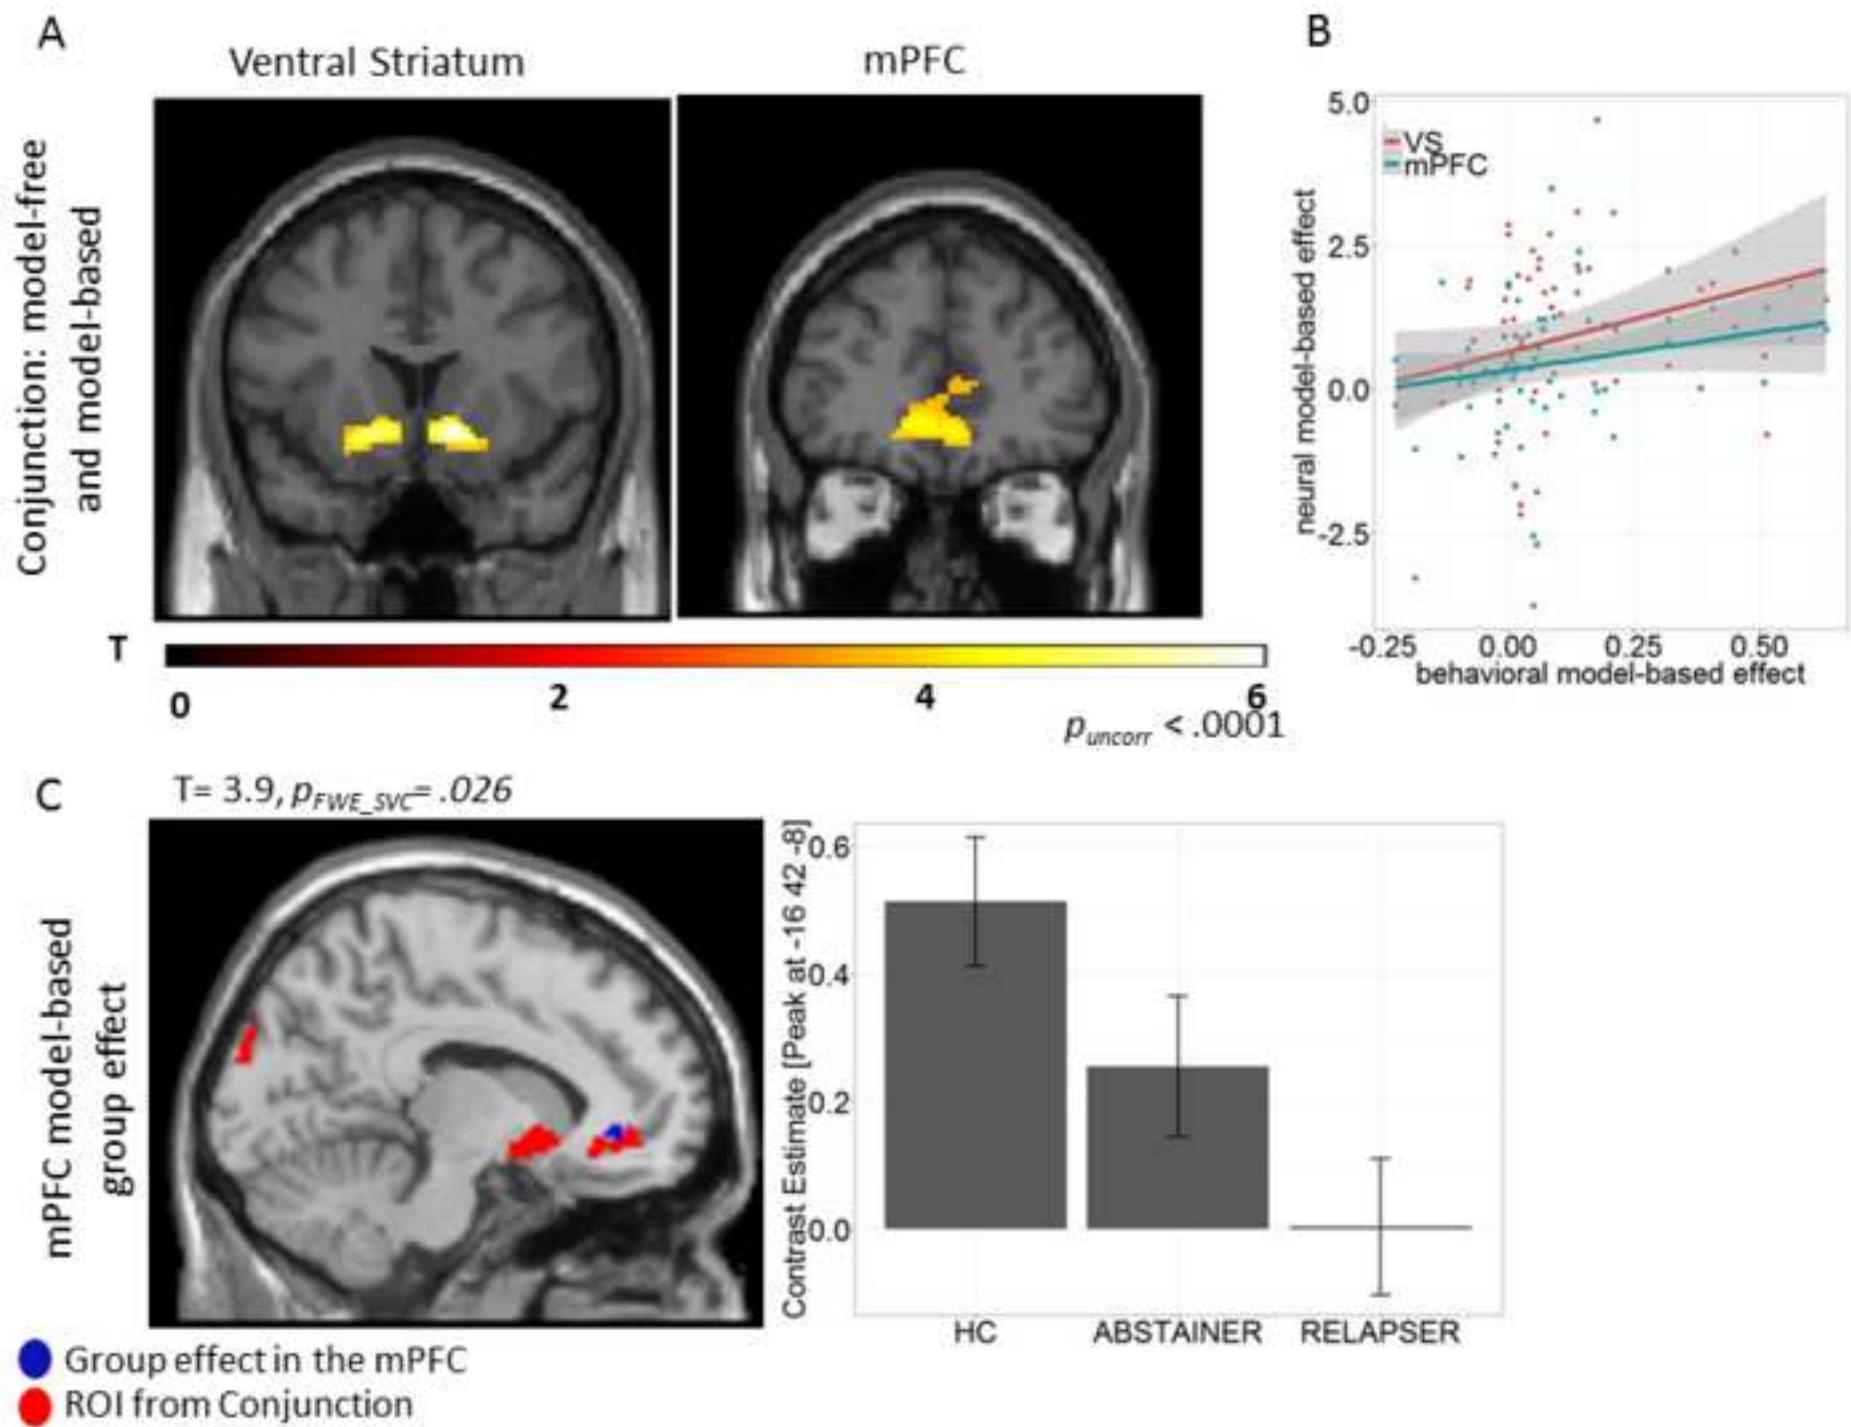 A
Ventral Striatum
mPFC
Conjunction: model-free
and model-based
T
0
2
4
6
p uncorr < .0001
B
5.0
2.5
0.0
-2.5
VS
mPFC
neural model-based effect
-0.25
0.00
0.25
0.50
behavioral model-based effect
C
T= 3.9, p FWE_SVC= .026
mPFC model-based
group effect
Contrast Estimate [Peak at -16 42 -8]
0.6
0.4
0.2
0.0
HC
ABSTAINER
RELAPSER
Group effect in the mPFC
ROI from Conjunction